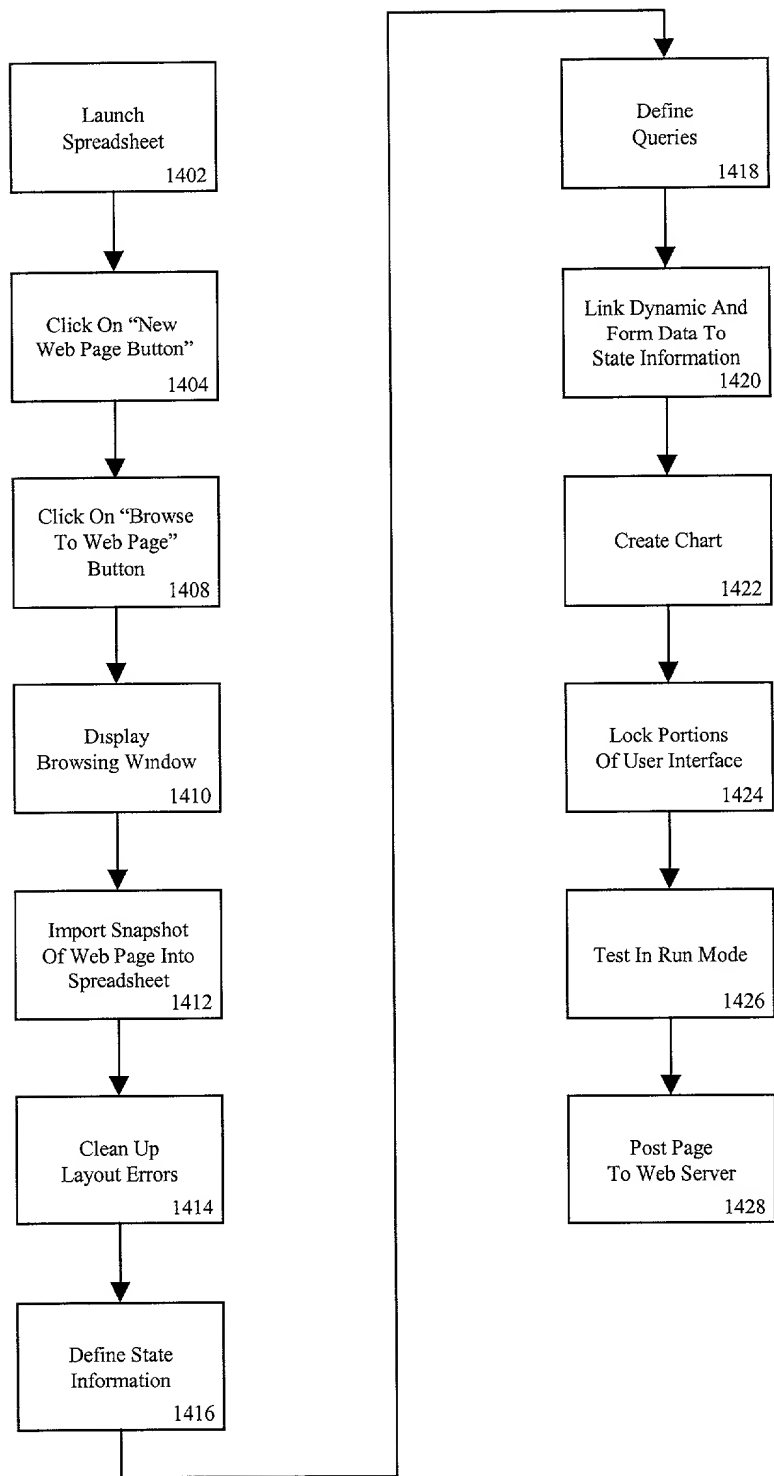 Launch
Spreadsheet
1402
Click On “New
Web Page Button”
1404
Click On “Browse
To Web Page”
Button
1408
Display
Browsing Window
1410
Import Snapshot
Of Web Page Into
Spreadsheet
1412
Clean Up
Layout Errors
1414
Define State
Information
1416
Define
Queries
1418
Link Dynamic And
Form Data To
State Information
1420
Create Chart
1422
Lock Portions
Of User Interface
1424
Test In Run Mode
1426
Post Page
To Web Server
1428